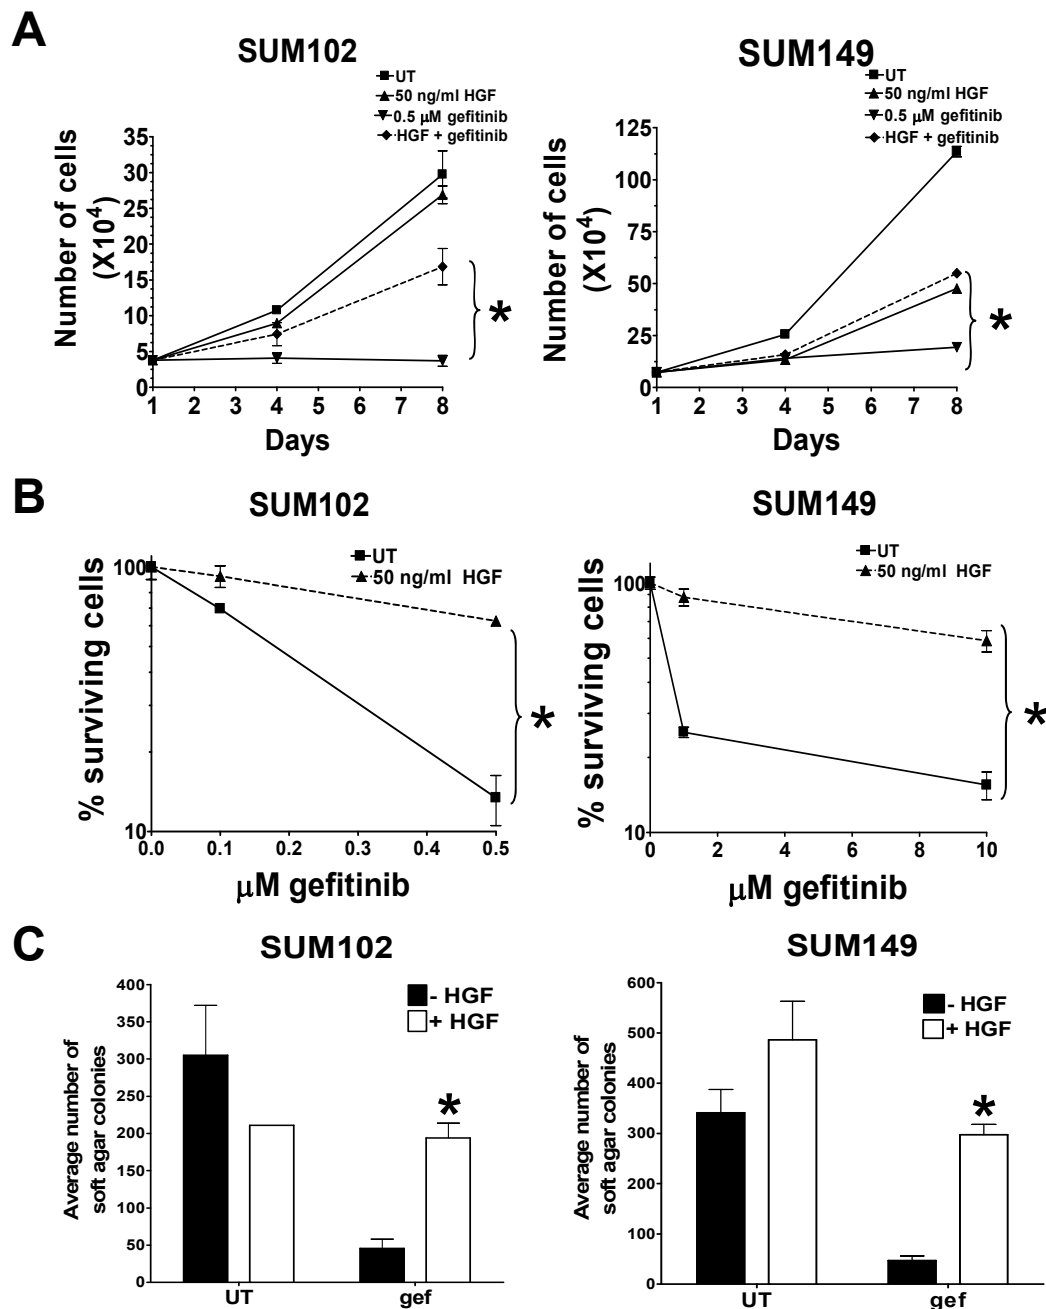 A
SUM102
UT
50 ng/ml HGF
0.5 μM gefitinib
HGF + gefitinib
Number of cells
(X10⁴)
35
30
25
20
15
10
5
0
1 2 3 4 5 6 7 8
Days
*
SUM149
UT
50 ng/ml HGF
0.5 μM gefitinib
HGF + gefitinib
Number of cells
(X10⁴)
125
100
75
50
25
0
1 2 3 4 5 6 7 8
Days
*
B
SUM102
UT
50 ng/ml HGF
% surviving cells
100
10
0.0 0.1 0.2 0.3 0.4 0.5
μM gefitinib
*
SUM149
UT
50 ng/ml HGF
% surviving cells
100
10
0 2 4 6 8 10
μM gefitinib
*
C
SUM102
- HGF
+ HGF
Average number of
soft agar colonies
400
350
300
250
200
150
100
50
0
UT gef
*
SUM149
- HGF
+ HGF
Average number of
soft agar colonies
600
500
400
300
200
100
0
UT gef
*